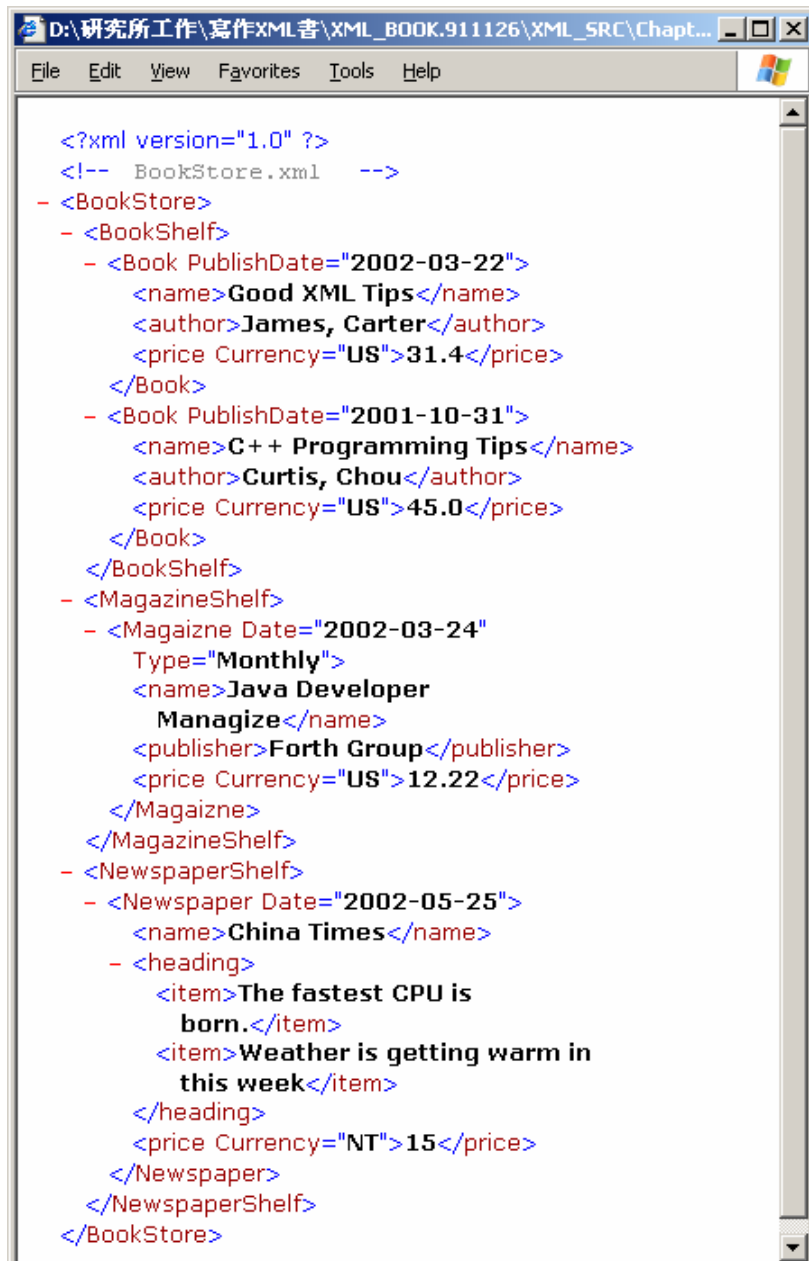 D:\研究所工作\寫作XML書\XML_BOOK.911126\XML_SRC\Chapt...
File Edit View Favorites Tools Help
<?xml version="1.0" ?>
<!-- BookStore.xml -->
- <BookStore>
- <BookShelf>
- <Book PublishDate="2002-03-22">
<name>Good XML Tips</name>
<author>James, Carter</author>
<price Currency="US">31.4</price>
</Book>
- <Book PublishDate="2001-10-31">
<name>C++ Programming Tips</name>
<author>Curtis, Chou</author>
<price Currency="US">45.0</price>
</Book>
</BookShelf>
- <MagazineShelf>
- <Magaizne Date="2002-03-24"
Type="Monthly">
<name>Java Developer
Managize</name>
<publisher>Forth Group</publisher>
<price Currency="US">12.22</price>
</Magaizne>
</MagazineShelf>
- <NewspaperShelf>
- <Newspaper Date="2002-05-25">
<name>China Times</name>
- <heading>
<item>The fastest CPU is
born.</item>
<item>Weather is getting warm in
this week</item>
</heading>
<price Currency="NT">15</price>
</Newspaper>
</NewspaperShelf>
</BookStore>